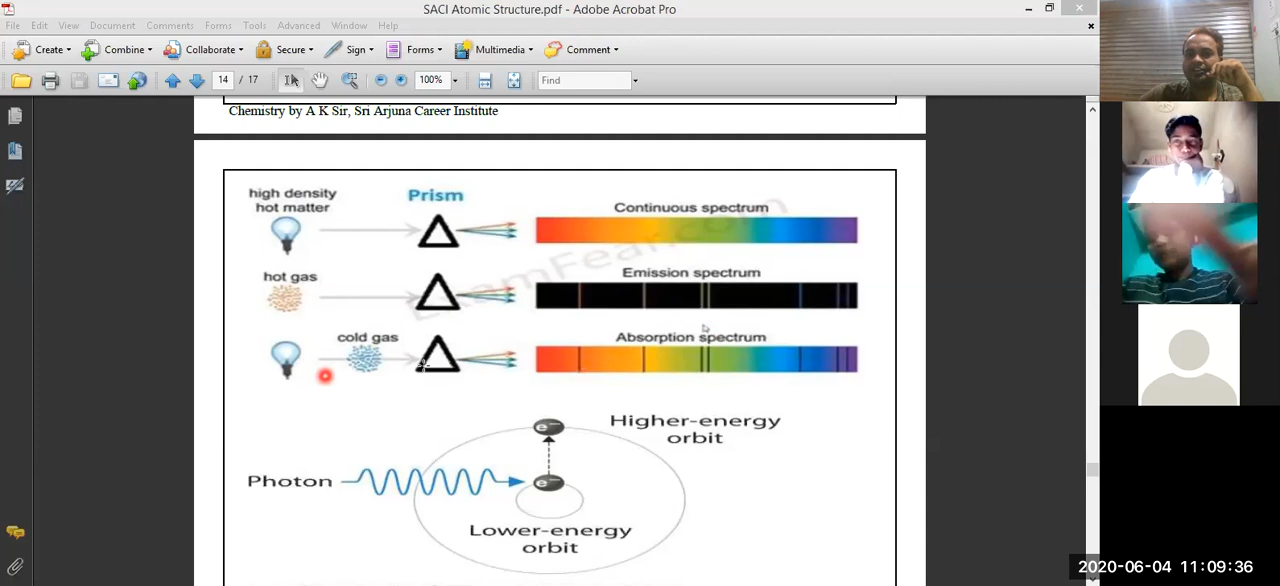 SACI Atomic Structure.pdf - Adobe Acrobat Pro
File Edit View Document Comments Forms Tools Advanced Window Help
Create Combine Collaborate Secure Sign Forms Multimedia Comment
14 / 17 100% Find
Chemistry by A K Sir, Sri Arjuna Career Institute
high density
hot matter
Prism
Continuous spectrum
hot gas
Emission spectrum
ExamFear.com
cold gas
Absorption spectrum
e−
Higher-energy
orbit
Photon
e−
Lower-energy
orbit
2020-06-04 11:09:36